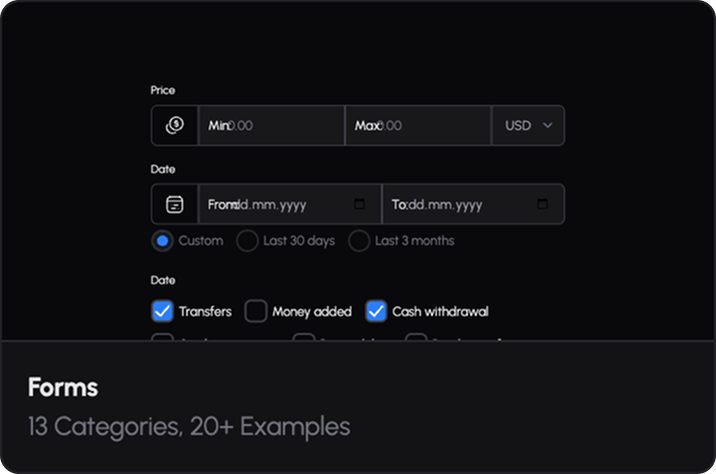 Price
Min: 0.00 Max: 0.00 USD
Date
From: dd.mm.yyyy To: dd.mm.yyyy
Custom Last 30 days Last 3 months
Date
Transfers Money added Cash withdrawal
Forms
13 Categories, 20+ Examples